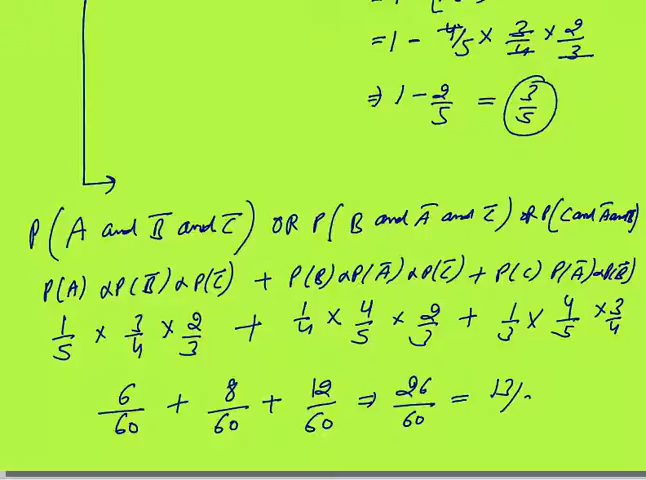 = 1 - 4/5 × 3/4 × 2/3
⇒ 1 - 2/5 = 3/5
P(A and B̅ and C̅) OR P(B and A̅ and C̅) OR P(C and A̅ and B̅)
P(A) × P(B̅) × P(C̅) + P(B) × P(A̅) × P(C̅) + P(C) P(A̅) × P(B̅)
1/5 × 3/4 × 2/3 + 1/4 × 4/5 × 2/3 + 1/3 × 4/5 × 3/4
6/60 + 8/60 + 12/60 ⇒ 26/60 = 13/